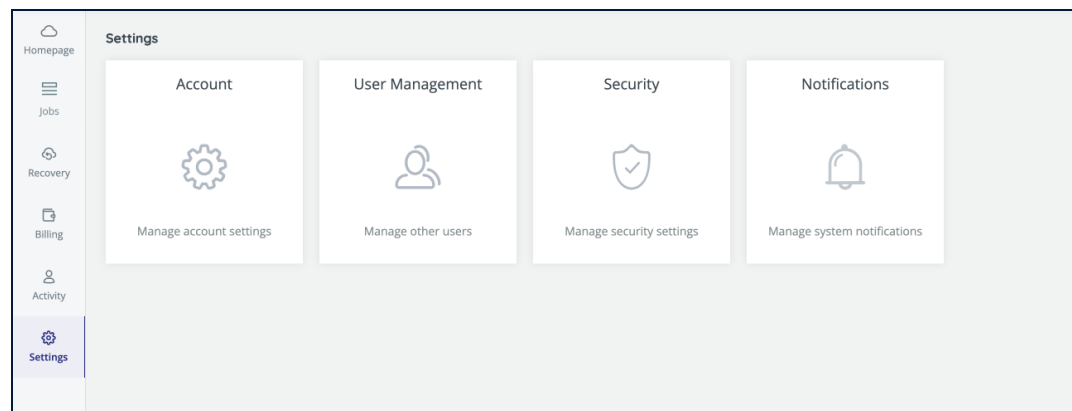 Homepage
Jobs
Recovery
Billing
Activity
Settings
Settings
Account
Manage account settings
User Management
Manage other users
Security
Manage security settings
Notifications
Manage system notifications